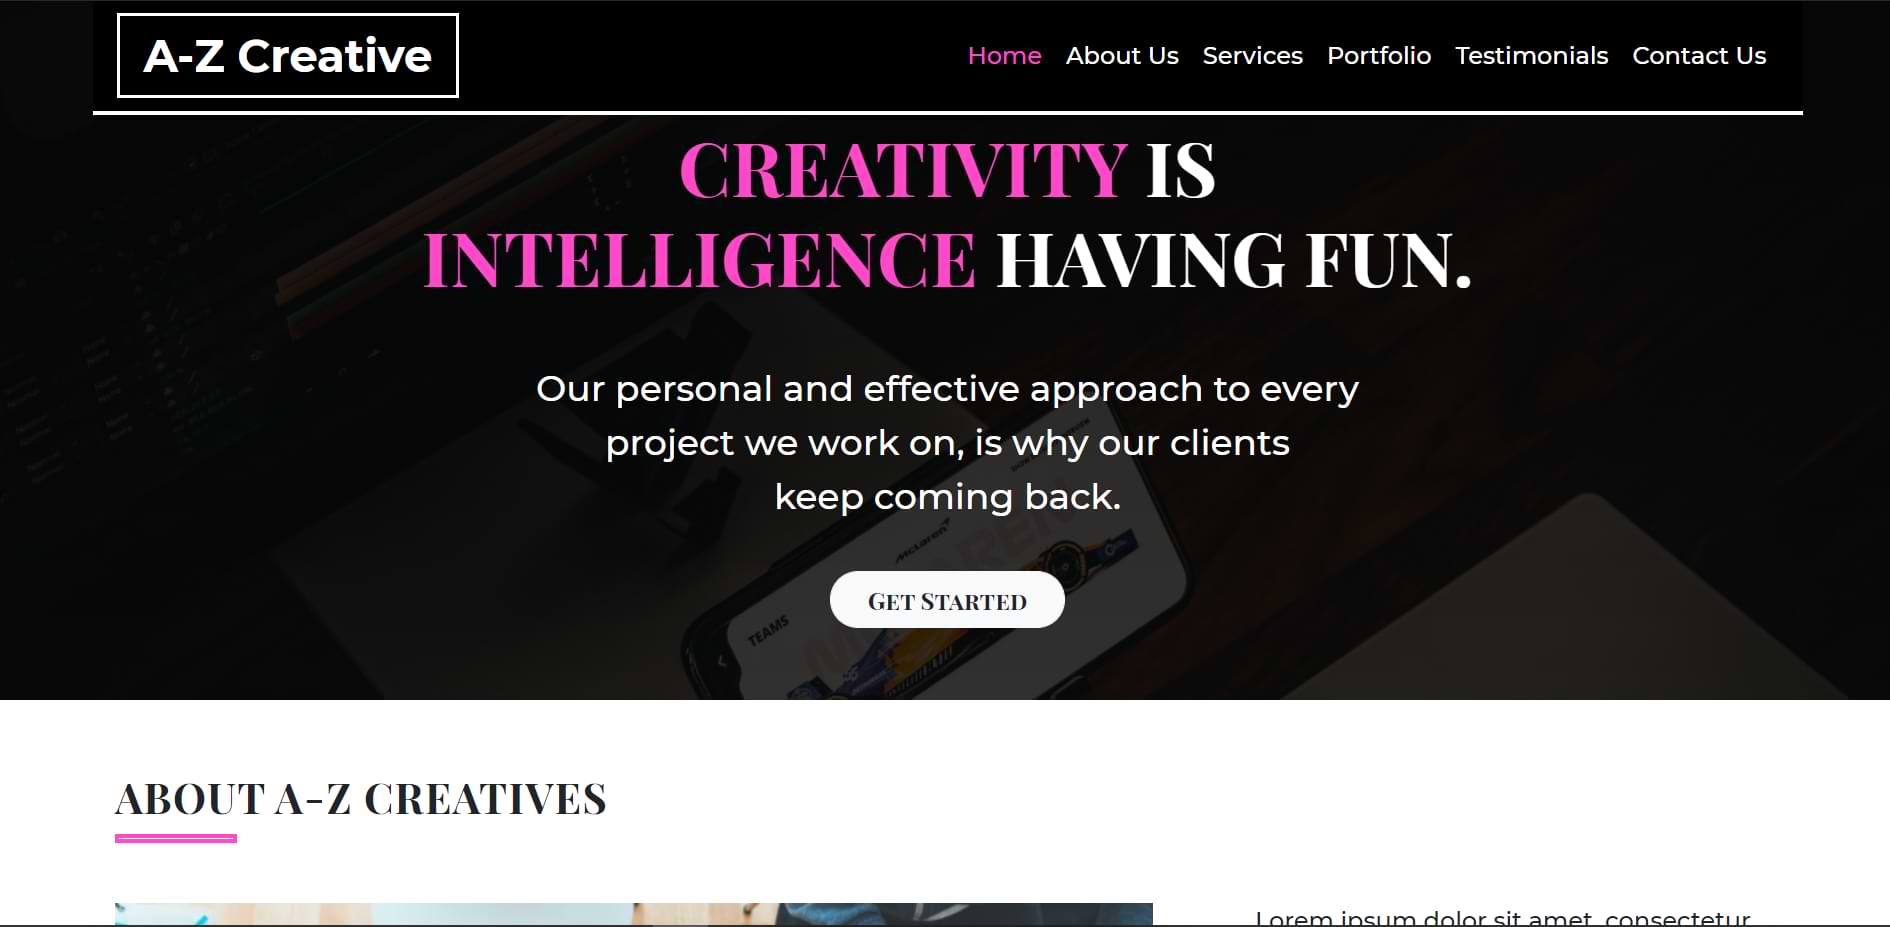 A-Z Creative
Home About Us Services Portfolio Testimonials Contact Us
CREATIVITY IS
INTELLIGENCE HAVING FUN.
Our personal and effective approach to every
project we work on, is why our clients
keep coming back.
McLaren
TEAMS
GET STARTED
ABOUT A-Z CREATIVES
Lorem ipsum dolor sit amet, consectetur